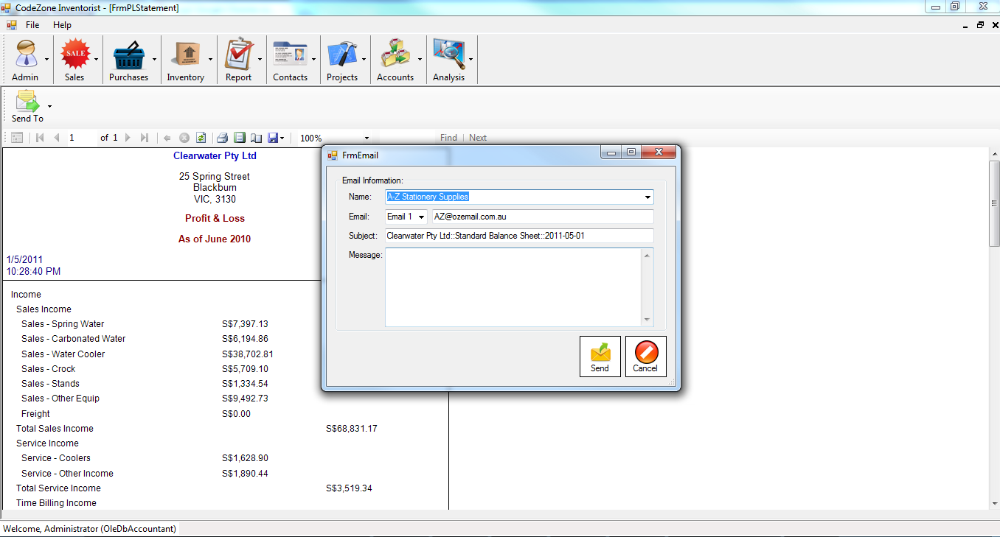 CodeZone Inventorist - [FrmPLStatement]
File Help
SALE
Admin Sales Purchases Inventory Report Contacts Projects Accounts Analysis
Send To
1 of 1 100% Find Next
Clearwater Pty Ltd
25 Spring Street
Blackburn
VIC, 3130
Profit & Loss
As of June 2010
1/5/2011
10:28:40 PM
Income
Sales Income
Sales - Spring Water S$7,397.13
Sales - Carbonated Water S$6,194.86
Sales - Water Cooler S$38,702.81
Sales - Crock S$5,709.10
Sales - Stands S$1,334.54
Sales - Other Equip S$9,492.73
Freight S$0.00
Total Sales Income S$68,831.17
Service Income
Service - Coolers S$1,628.90
Service - Other Income S$1,890.44
Total Service Income S$3,519.34
Time Billing Income
FrmEmail
Email Information:
Name: A-Z Stationery Supplies
Email: Email 1 AZ@ozemail.com.au
Subject: Clearwater Pty Ltd::Standard Balance Sheet::2011-05-01
Message:
Send Cancel
Welcome, Administrator (OleDbAccountant)